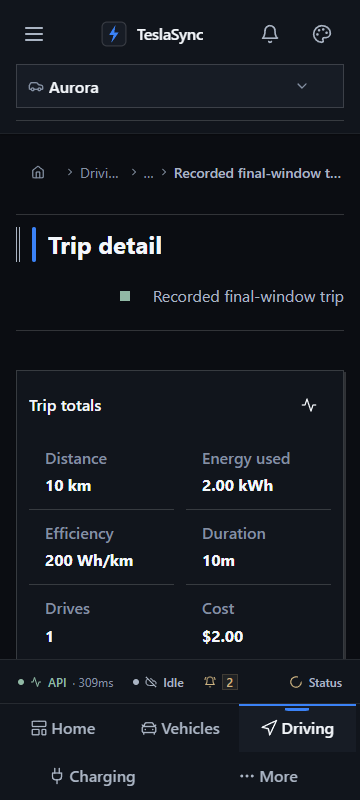 TeslaSync
Aurora
Drivi... ... Recorded final-window t...
Trip detail
Recorded final-window trip
Trip totals
Distance Energy used
10 km 2.00 kWh
Efficiency Duration
200 Wh/km 10m
Drives Cost
1 $2.00
API · 309ms Idle 2 Status
Home Vehicles Driving
Charging More